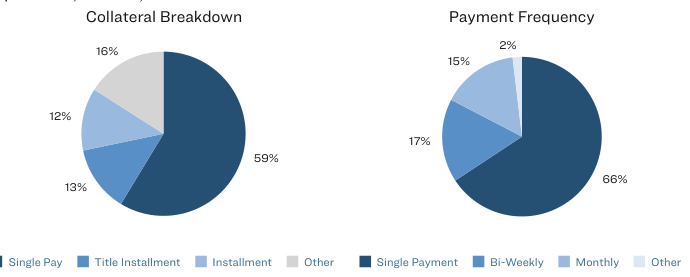 Collateral Breakdown
16%
12%
13%
59%
Single Pay
Title Installment
Installment
Other
Payment Frequency
2%
15%
17%
66%
Single Payment
Bi-Weekly
Monthly
Other